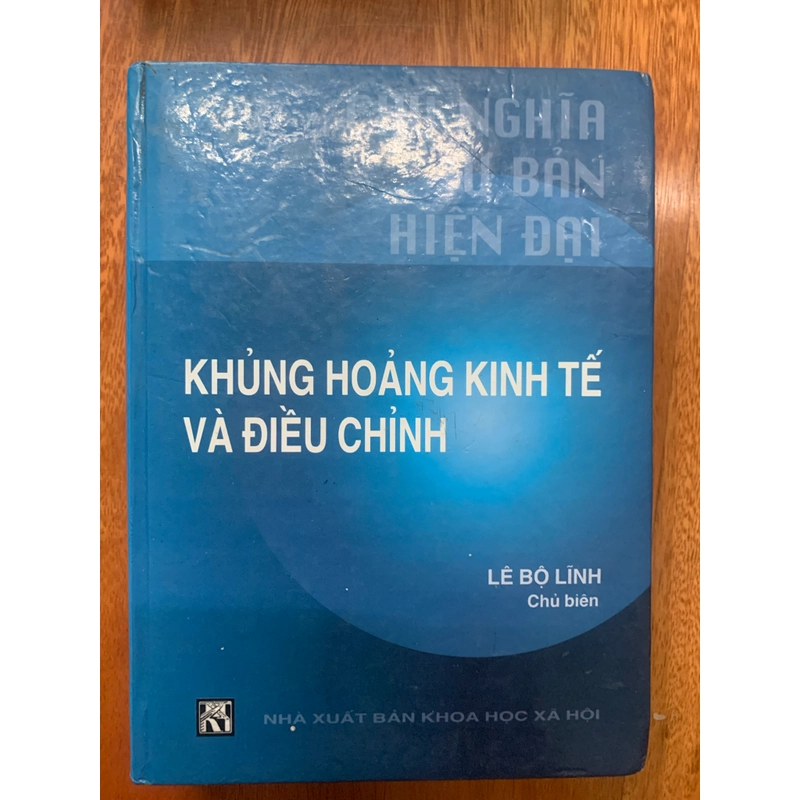 NGHĨA
BẢN
HIỆN ĐẠI
KHỦNG HOẢNG KINH TẾ
VÀ ĐIỀU CHỈNH
LÊ BỘ LĨNH
Chủ biên
NHÀ XUẤT BẢN KHOA HỌC XÃ HỘI